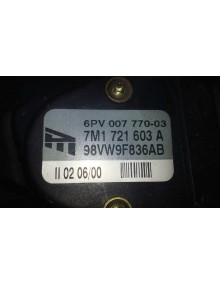 6PV 007 770-03
7M1 721 603 A
98VW9F836AB
II 02 06/00